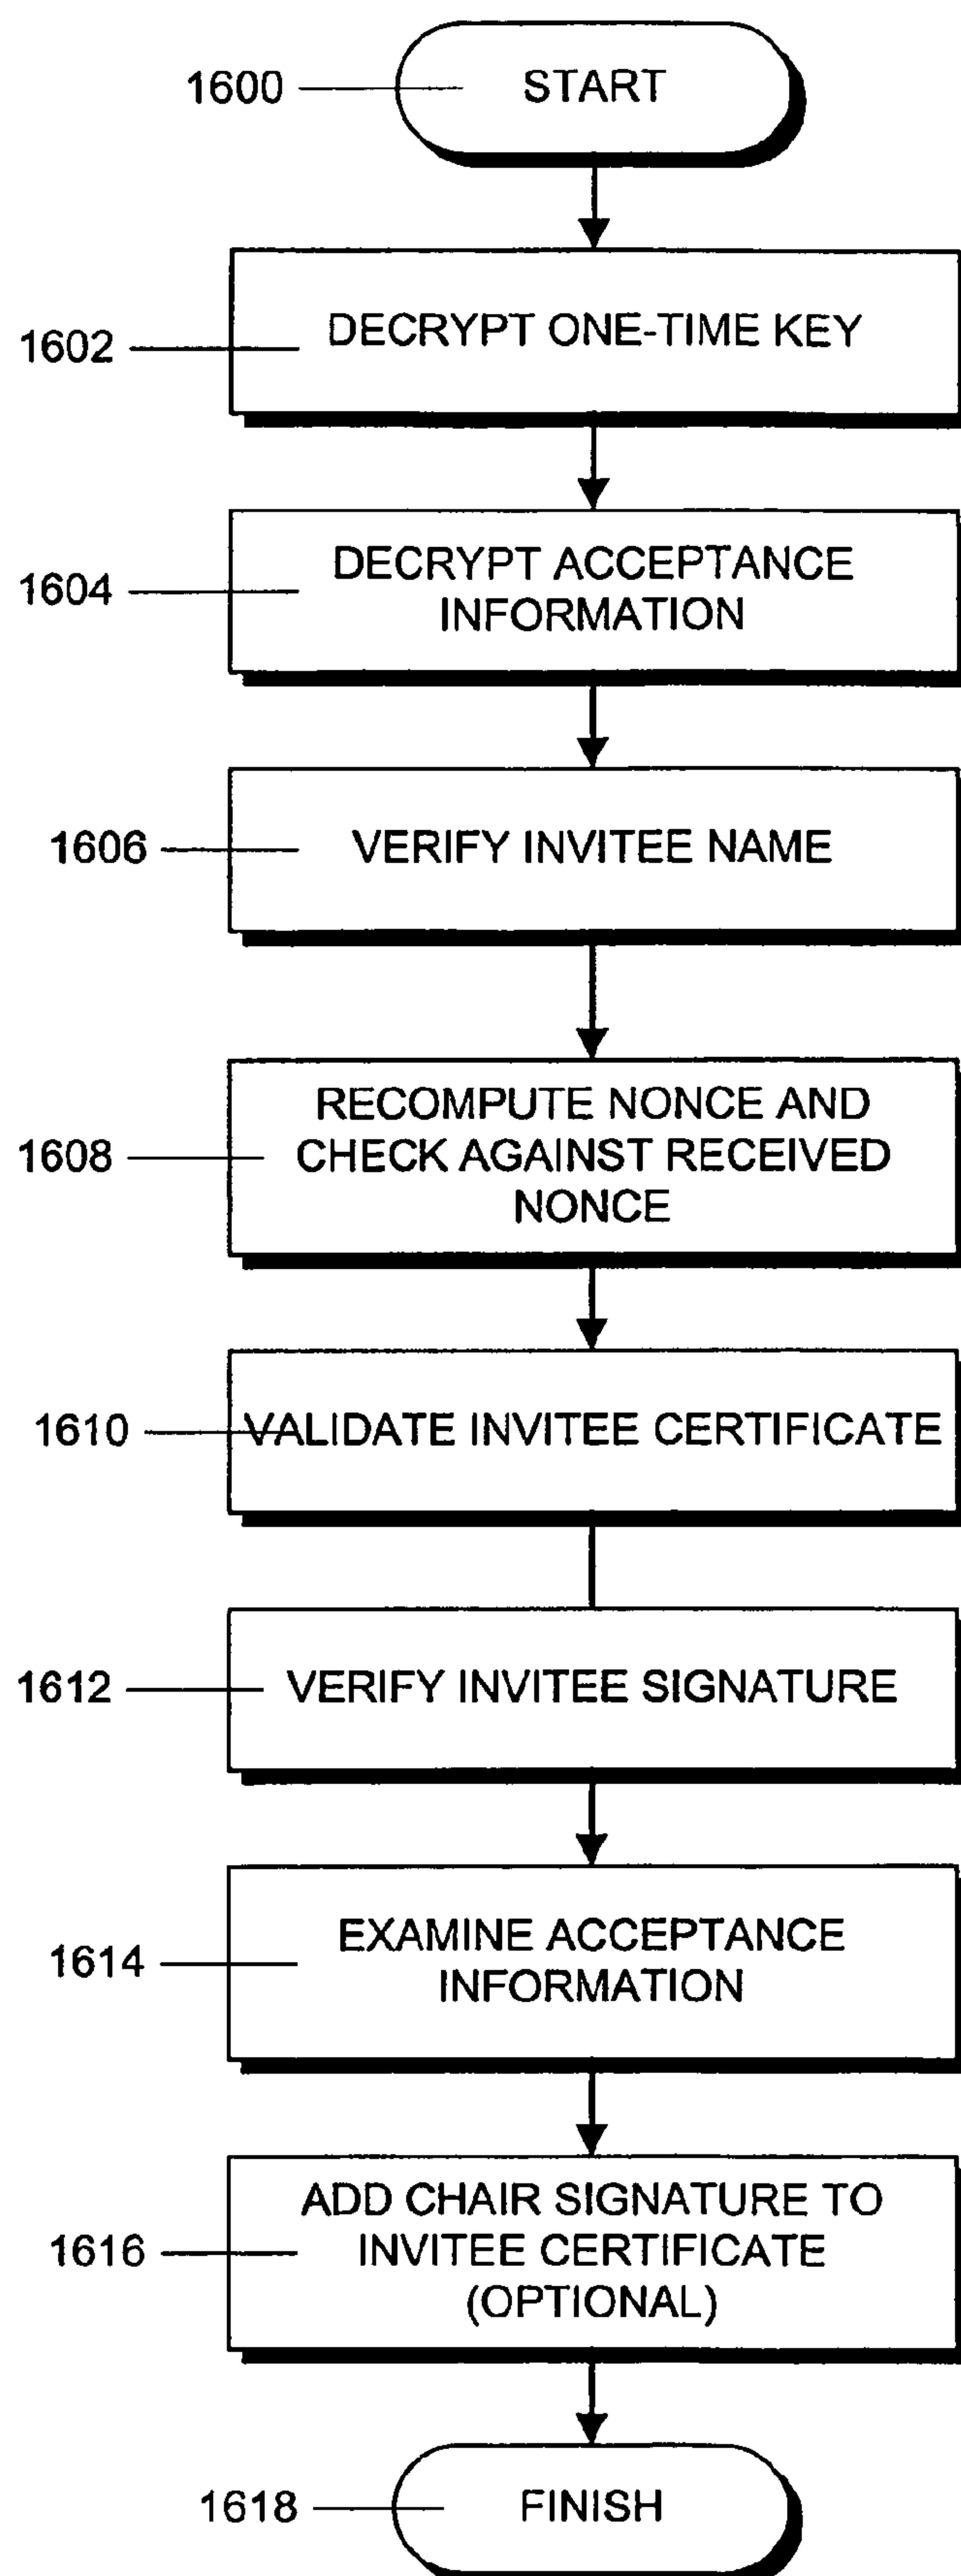 1600
START
1602
DECRYPT ONE-TIME KEY
1604
DECRYPT ACCEPTANCE
INFORMATION
1606
VERIFY INVITEE NAME
1608
RECOMPUTE NONCE AND
CHECK AGAINST RECEIVED
NONCE
1610
VALIDATE INVITEE CERTIFICATE
1612
VERIFY INVITEE SIGNATURE
1614
EXAMINE ACCEPTANCE
INFORMATION
1616
ADD CHAIR SIGNATURE TO
INVITEE CERTIFICATE
(OPTIONAL)
1618
FINISH